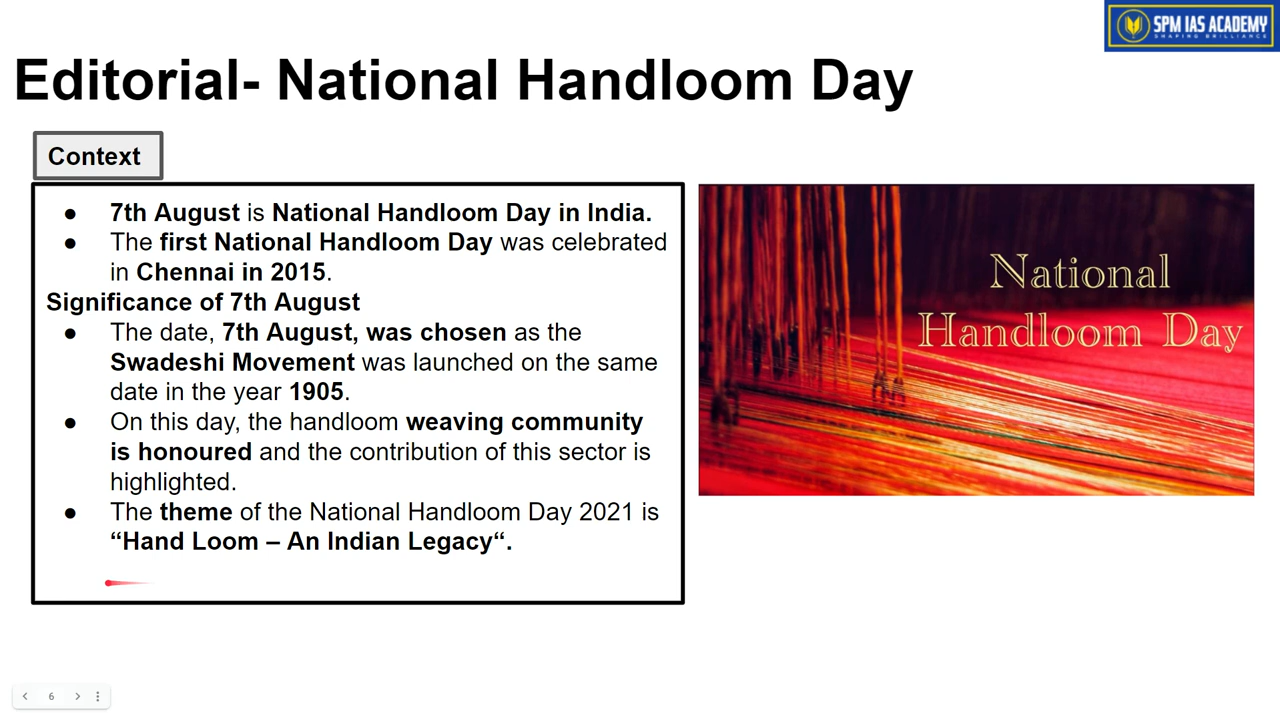 SPM IAS ACADEMY
SHAPING BRILLIANCE
Editorial- National Handloom Day
Context
● 7th August is National Handloom Day in India.
● The first National Handloom Day was celebrated
in Chennai in 2015.
Significance of 7th August
● The date, 7th August, was chosen as the
Swadeshi Movement was launched on the same
date in the year 1905.
● On this day, the handloom weaving community
is honoured and the contribution of this sector is
highlighted.
● The theme of the National Handloom Day 2021 is
“Hand Loom – An Indian Legacy“.
National
Handloom Day
6